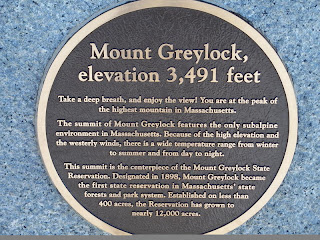 Mount Greylock,
elevation 3,491 feet
Take a deep breath, and enjoy the view! You are at the peak of
the highest mountain in Massachusetts.
The summit of Mount Greylock features the only subalpine
environment in Massachusetts. Because of the high elevation and
the westerly winds, there is a wide temperature range from winter
to summer and from day to night.
This summit is the centerpiece of the Mount Greylock State
Reservation. Designated in 1898, Mount Greylock became
the first state reservation in Massachusetts' state
forests and park system. Established on less than
400 acres, the Reservation has grown to
nearly 12,000 acres.